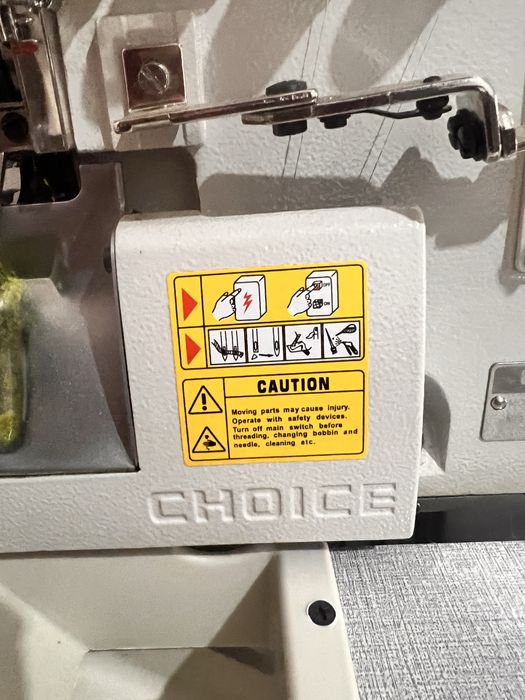 OFF
ON
CAUTION
Moving parts may cause injury.
Operate with safety devices.
Turn off main switch before
threading, changing bobbin and
needle, cleaning etc.
CHOICE